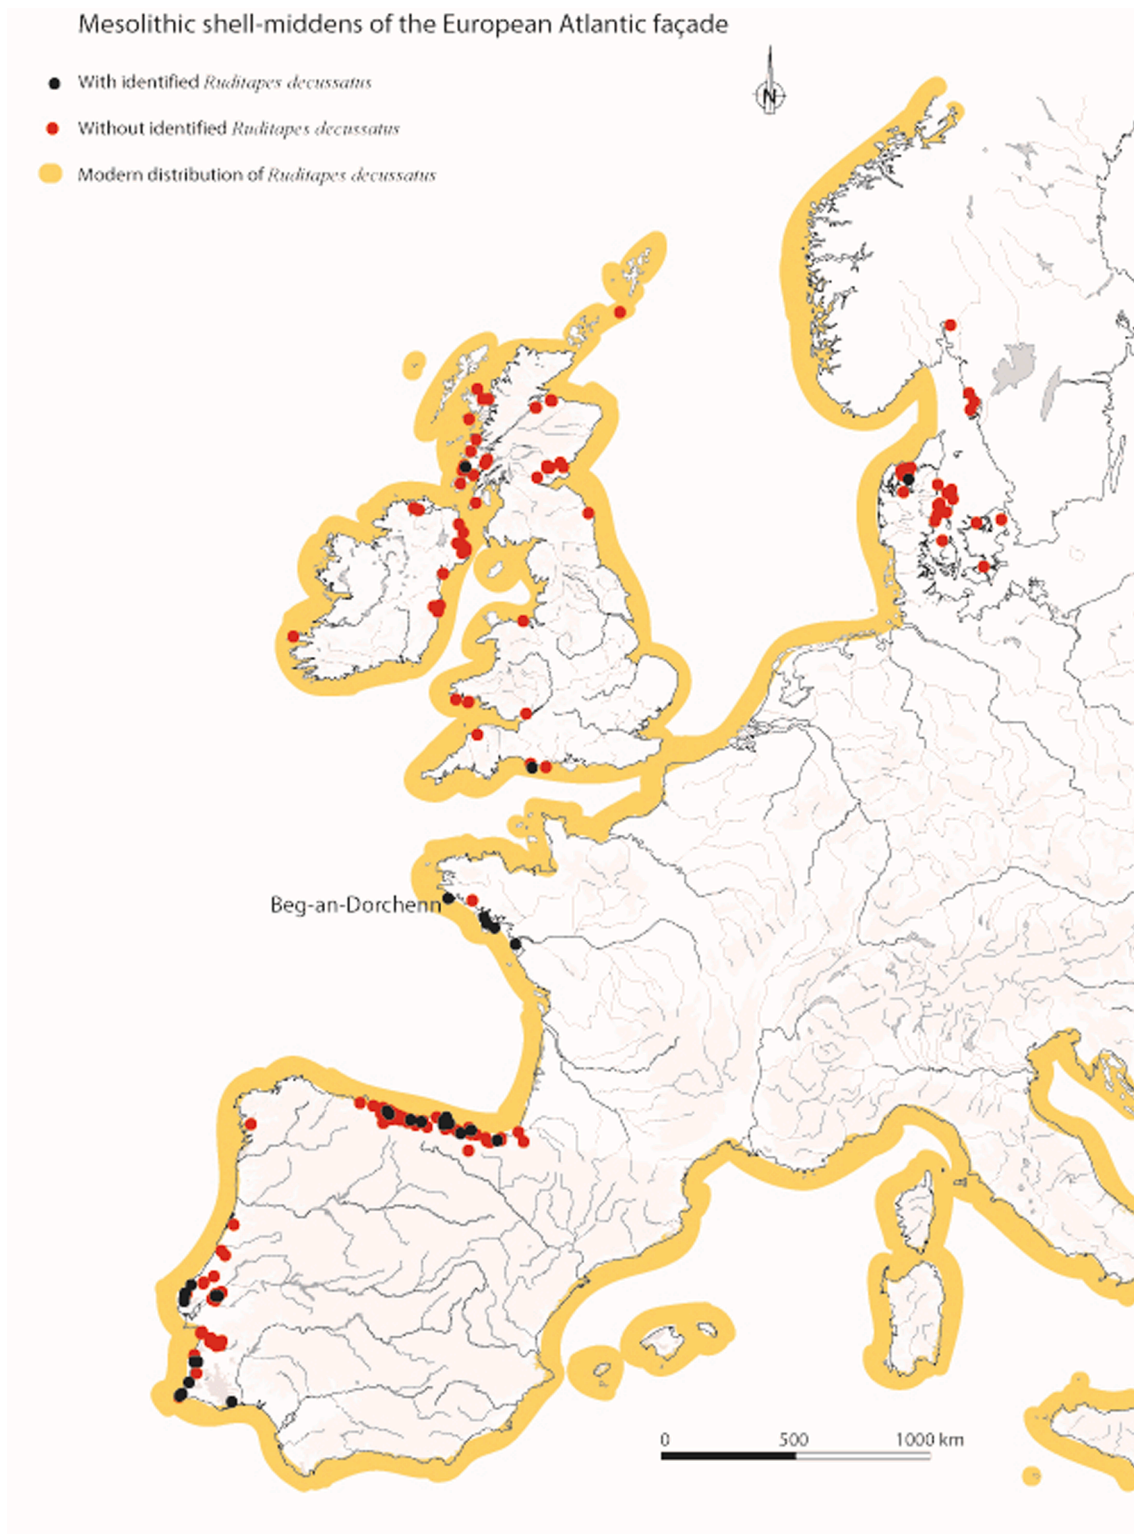 Mesolithic shell-middens of the European Atlantic façade
With identified Ruditapes decussatus
Without identified Ruditapes decussatus
Modern distribution of Ruditapes decussatus
N
Beg-an-Dorchenn
0 500 1000 km